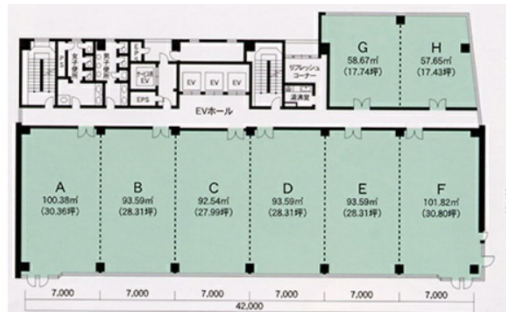 G
58.67㎡
(17.74坪)
H
57.65㎡
(17.43坪)
リフレッシュ
コーナー
湯沸室
EV
EV
EV
EV
EPS
EVホール
A
100.38㎡
(30.36坪)
B
93.59㎡
(28.31坪)
C
92.54㎡
(27.99坪)
D
93.59㎡
(28.31坪)
E
93.59㎡
(28.31坪)
F
101.82㎡
(30.80坪)
7,000
7,000
7,000
7,000
7,000
7,000
42,000